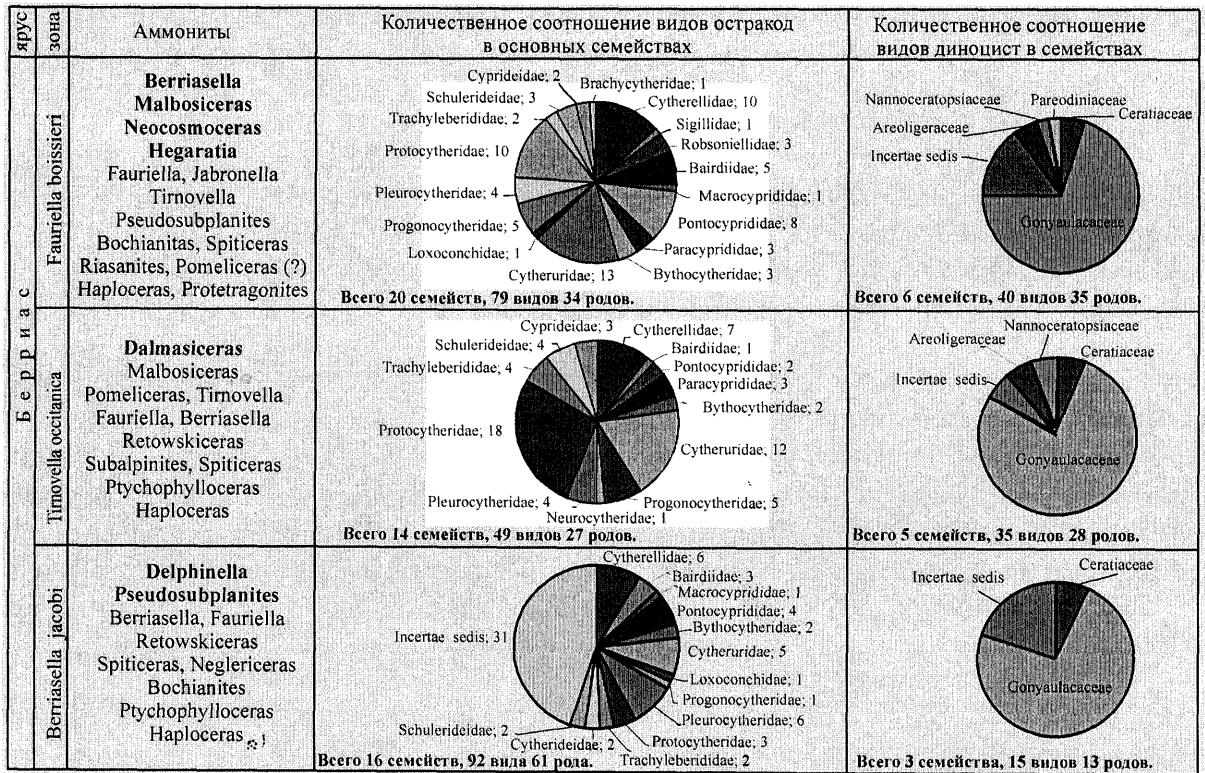 ярус
зона
Аммониты
Количественное соотношение видов остракод
в основных семействах
Количественное соотношение
видов диноцист в семействах
Берриас
Fauriella boissieri
Berriasella
Malbosiceras
Neocosmoceras
Hegaratia
Fauriella, Jabronella
Tirnovella
Pseudosubplanites
Bochianitas, Spiticeras
Riasanites, Pomeliceras (?)
Haploceras, Protetragonites
Cyprideidae; 2
Brachycytheridae; 1
Schulerideidae; 3
Cytherellidae; 10
Trachyleberididae; 2
Sigillidae; 1
Robsoniellidae; 3
Protocytheridae; 10
Bairdiidae; 5
Macrocyprididae; 1
Pleurocytheridae; 4
Pontocyprididae; 8
Progonocytheridae; 5
Paracyprididae; 3
Loxoconchidae; 1
Bythocytheridae; 3
Cytheruridae; 13
Всего 20 семейств, 79 видов 34 родов.
Nannoceratopsiaceae
Pareodiniaceae
Ceratiaceae
Areoligeraceae
Incertae sedis
Gonyaulacaceae
Всего 6 семейств, 40 видов 35 родов.
Tirnovella occitanica
Dalmasiceras
Malbosiceras
Pomeliceras, Tirnovella
Fauriella, Berriasella
Retowskiceras
Subalpinites, Spiticeras
Ptychophylloceras
Haploceras
Cyprideidae; 3
Cytherellidae; 7
Schulerideidae; 4
Bairdiidae; 1
Trachyleberididae; 4
Pontocyprididae; 2
Paracyprididae; 3
Bythocytheridae; 2
Protocytheridae; 18
Cytheruridae; 12
Pleurocytheridae; 4
Progonocytheridae; 5
Neurocytheridae; 1
Всего 14 семейств, 49 видов 27 родов.
Nannoceratopsiaceae
Areoligeraceae
Ceratiaceae
Incertae sedis
Gonyaulacaceae
Всего 5 семейств, 35 видов 28 родов.
Berriasella jacobi
Delphinella
Pseudosubplanites
Berriasella, Fauriella
Retowskiceras
Spiticeras, Neglericeras
Bochianites
Ptychophylloceras
Haploceras
Cytherellidae; 6
Bairdiidae; 3
Macrocyprididae; 1
Pontocyprididae; 4
Bythocytheridae; 2
Incertae sedis; 31
Cytheruridae; 5
Loxoconchidae; 1
Progonocytheridae; 1
Pleurocytheridae; 6
Schulerideidae; 2
Protocytheridae; 3
Cytherideidae; 2
Trachyleberididae; 2
Всего 16 семейств, 92 вида 61 рода.
Incertae sedis
Ceratiaceae
Gonyaulacaceae
Всего 3 семейства, 15 видов 13 родов.